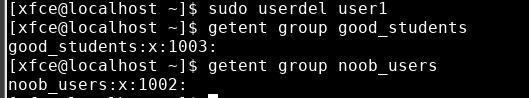 [xfce@localhost ~]$ sudo userdel user1
[xfce@localhost ~]$ getent group good_students
good_students:x:1003:
[xfce@localhost ~]$ getent group noob_users
noob_users:x:1002: